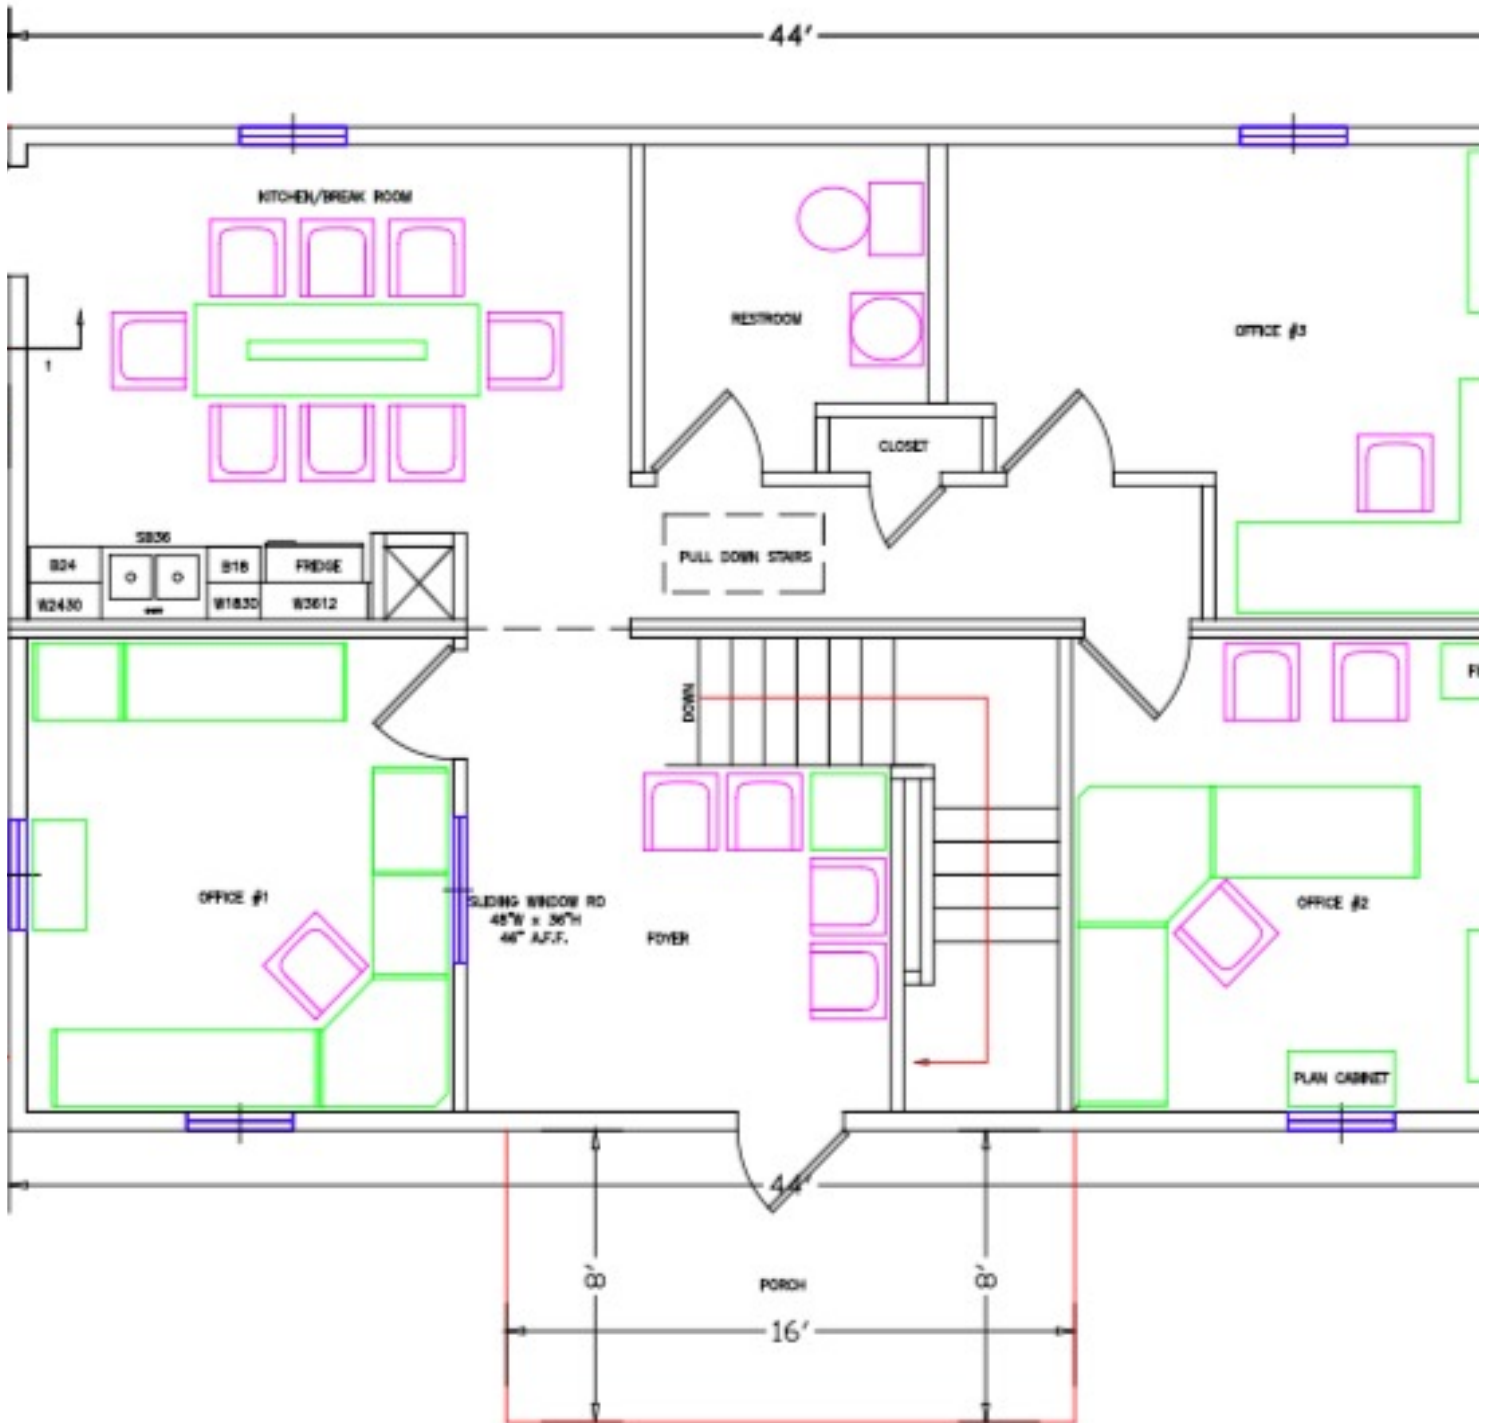 44'
KITCHEN/BREAK ROOM
RESTROOM
OFFICE #3
1
CLOSET
SB36
B24
B18
FRIDGE
W2430
W1830
W3612
PULL DOWN STAIRS
DOWN
OFFICE #1
SLIDING WINDOW RO
48"W x 36"H
46" A.F.F.
FOYER
OFFICE #2
PLAN CABINET
44'
8'
8'
PORCH
16'